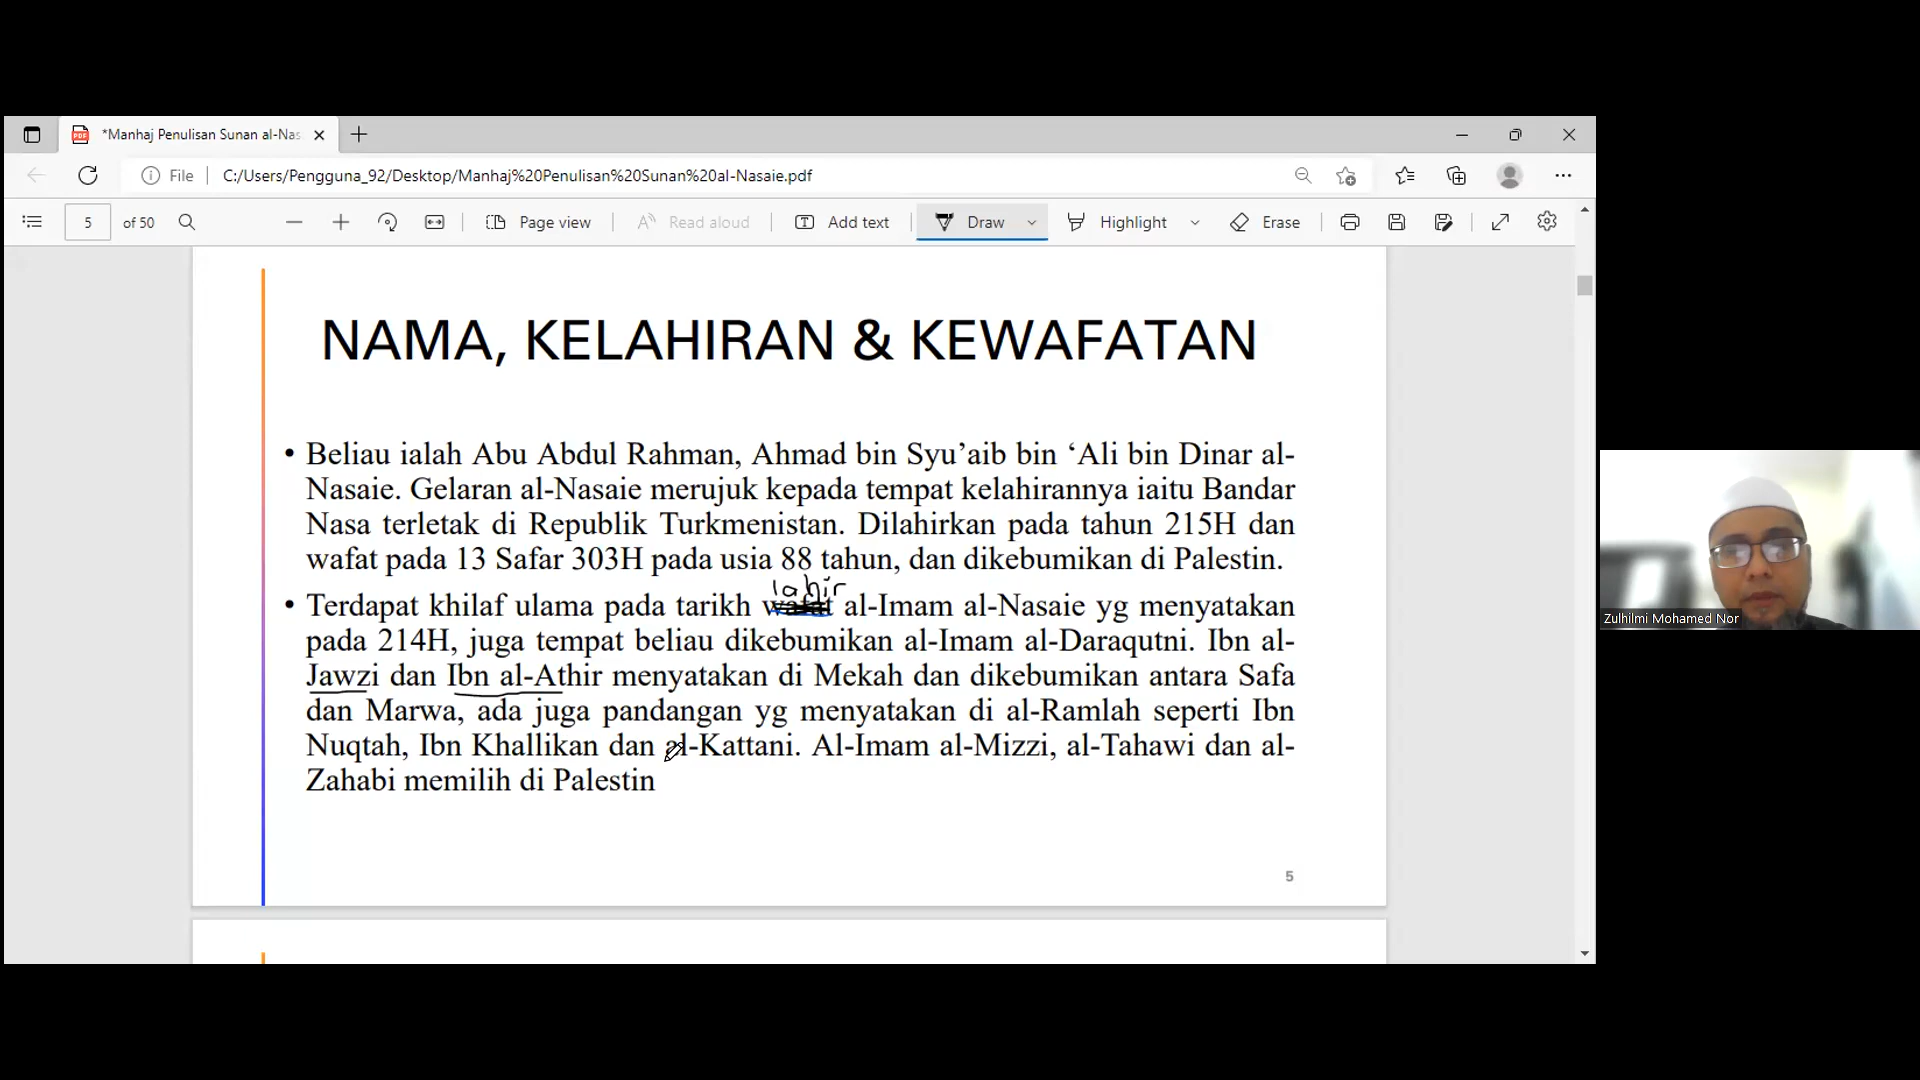 *Manhaj Penulisan Sunan al-Nas
File
C:/Users/Pengguna_92/Desktop/Manhaj%20Penulisan%20Sunan%20al-Nasaie.pdf
5 of 50
Page view
Read aloud
Add text
Draw
Highlight
Erase
NAMA, KELAHIRAN & KEWAFATAN
• Beliau ialah Abu Abdul Rahman, Ahmad bin Syu’aib bin ‘Ali bin Dinar al-
Nasaie. Gelaran al-Nasaie merujuk kepada tempat kelahirannya iaitu Bandar
Nasa terletak di Republik Turkmenistan. Dilahirkan pada tahun 215H dan
wafat pada 13 Safar 303H pada usia 88 tahun, dan dikebumikan di Palestin.
lahir
• Terdapat khilaf ulama pada tarikh wafat al-Imam al-Nasaie yg menyatakan
pada 214H, juga tempat beliau dikebumikan al-Imam al-Daraqutni. Ibn al-
Jawzi dan Ibn al-Athir menyatakan di Mekah dan dikebumikan antara Safa
dan Marwa, ada juga pandangan yg menyatakan di al-Ramlah seperti Ibn
Nuqtah, Ibn Khallikan dan al-Kattani. Al-Imam al-Mizzi, al-Tahawi dan al-
Zahabi memilih di Palestin
5
Zulhilmi Mohamed Nor